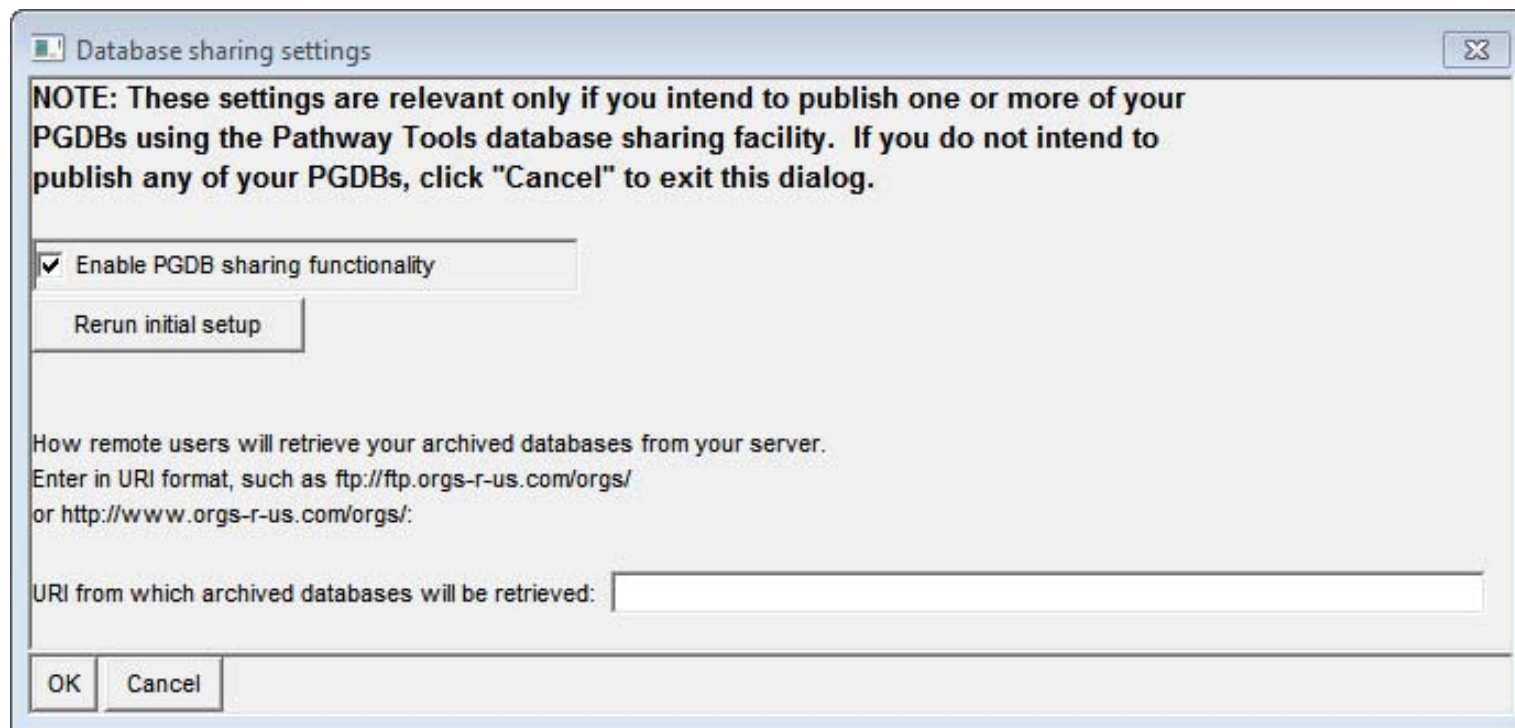 Database sharing settings
NOTE: These settings are relevant only if you intend to publish one or more of your
PGDBs using the Pathway Tools database sharing facility.  If you do not intend to
publish any of your PGDBs, click "Cancel" to exit this dialog.
Enable PGDB sharing functionality
Rerun initial setup
How remote users will retrieve your archived databases from your server.
Enter in URI format, such as ftp://ftp.orgs-r-us.com/orgs/
or http://www.orgs-r-us.com/orgs/:
URI from which archived databases will be retrieved:
OK Cancel